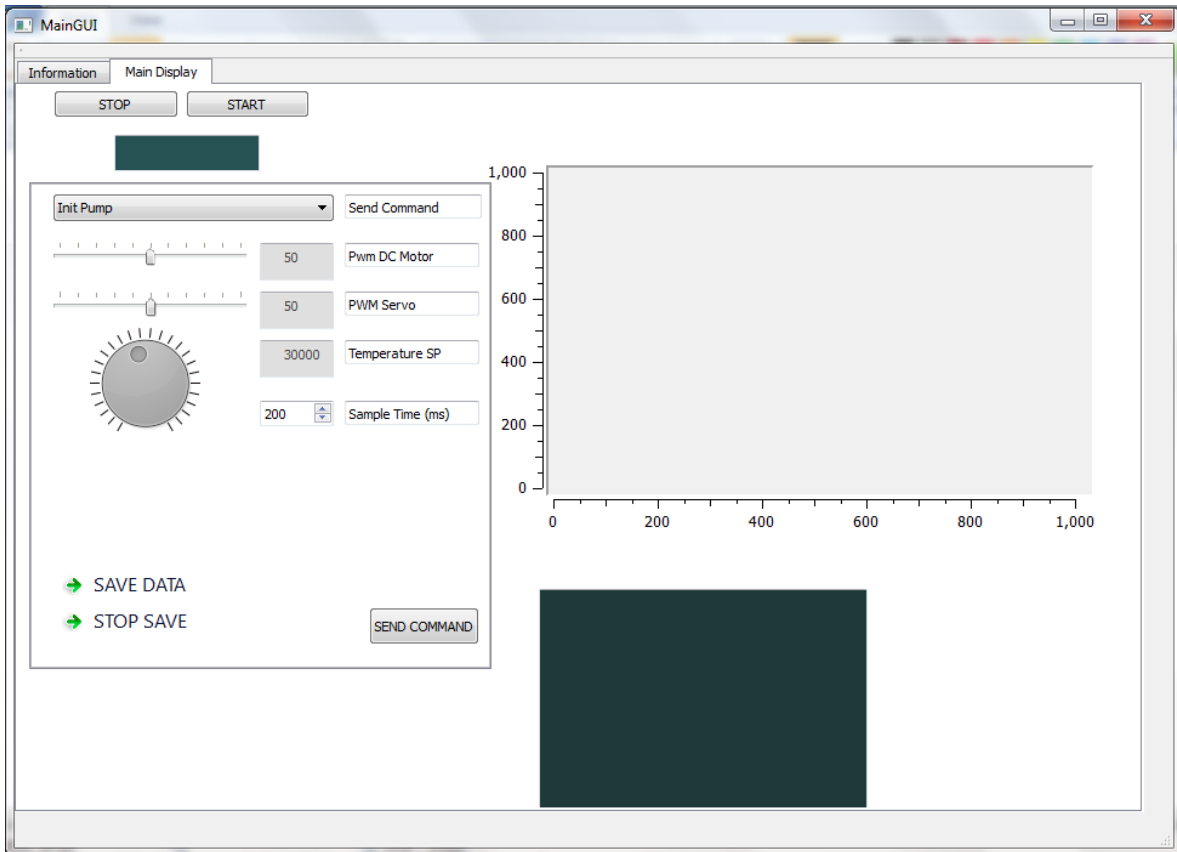 MainGUI
Information
Main Display
STOP
START
Init Pump
Send Command
50
Pwm DC Motor
50
PWM Servo
30000
Temperature SP
200
Sample Time (ms)
SAVE DATA
STOP SAVE
SEND COMMAND
1,000
800
600
400
200
0
0 200 400 600 800 1,000